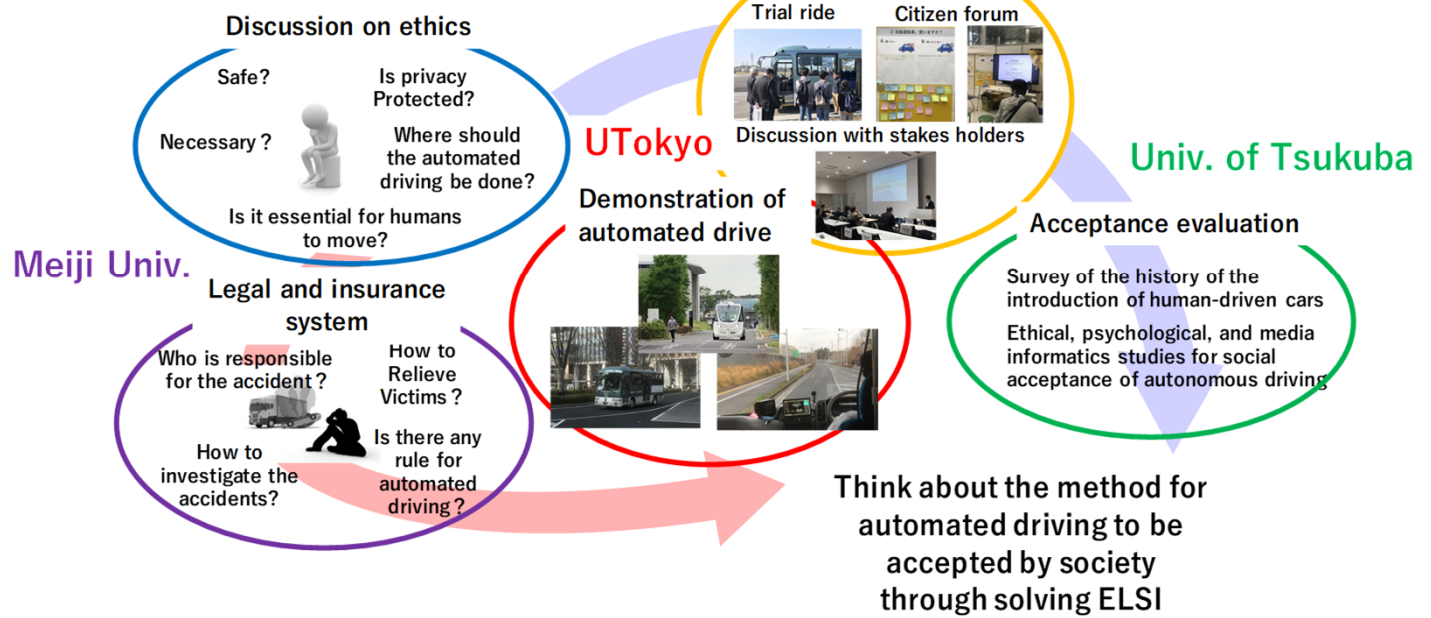 Discussion on ethics
Safe?
Is privacy
Protected?
Necessary ?
Where should
the automated
driving be done?
Is it essential for humans
to move?
Meiji Univ.
Legal and insurance
system
Who is responsible
for the accident ?
How to
Relieve
Victims ?
How to
investigate the
accidents?
Is there any
rule for
automated
driving ?
UTokyo
Demonstration of
automated drive
Trial ride
Citizen forum
Discussion with stakes holders
Univ. of Tsukuba
Acceptance evaluation
Survey of the history of the
introduction of human-driven cars
Ethical, psychological, and media
informatics studies for social
acceptance of autonomous driving
Think about the method for
automated driving to be
accepted by society
through solving ELSI